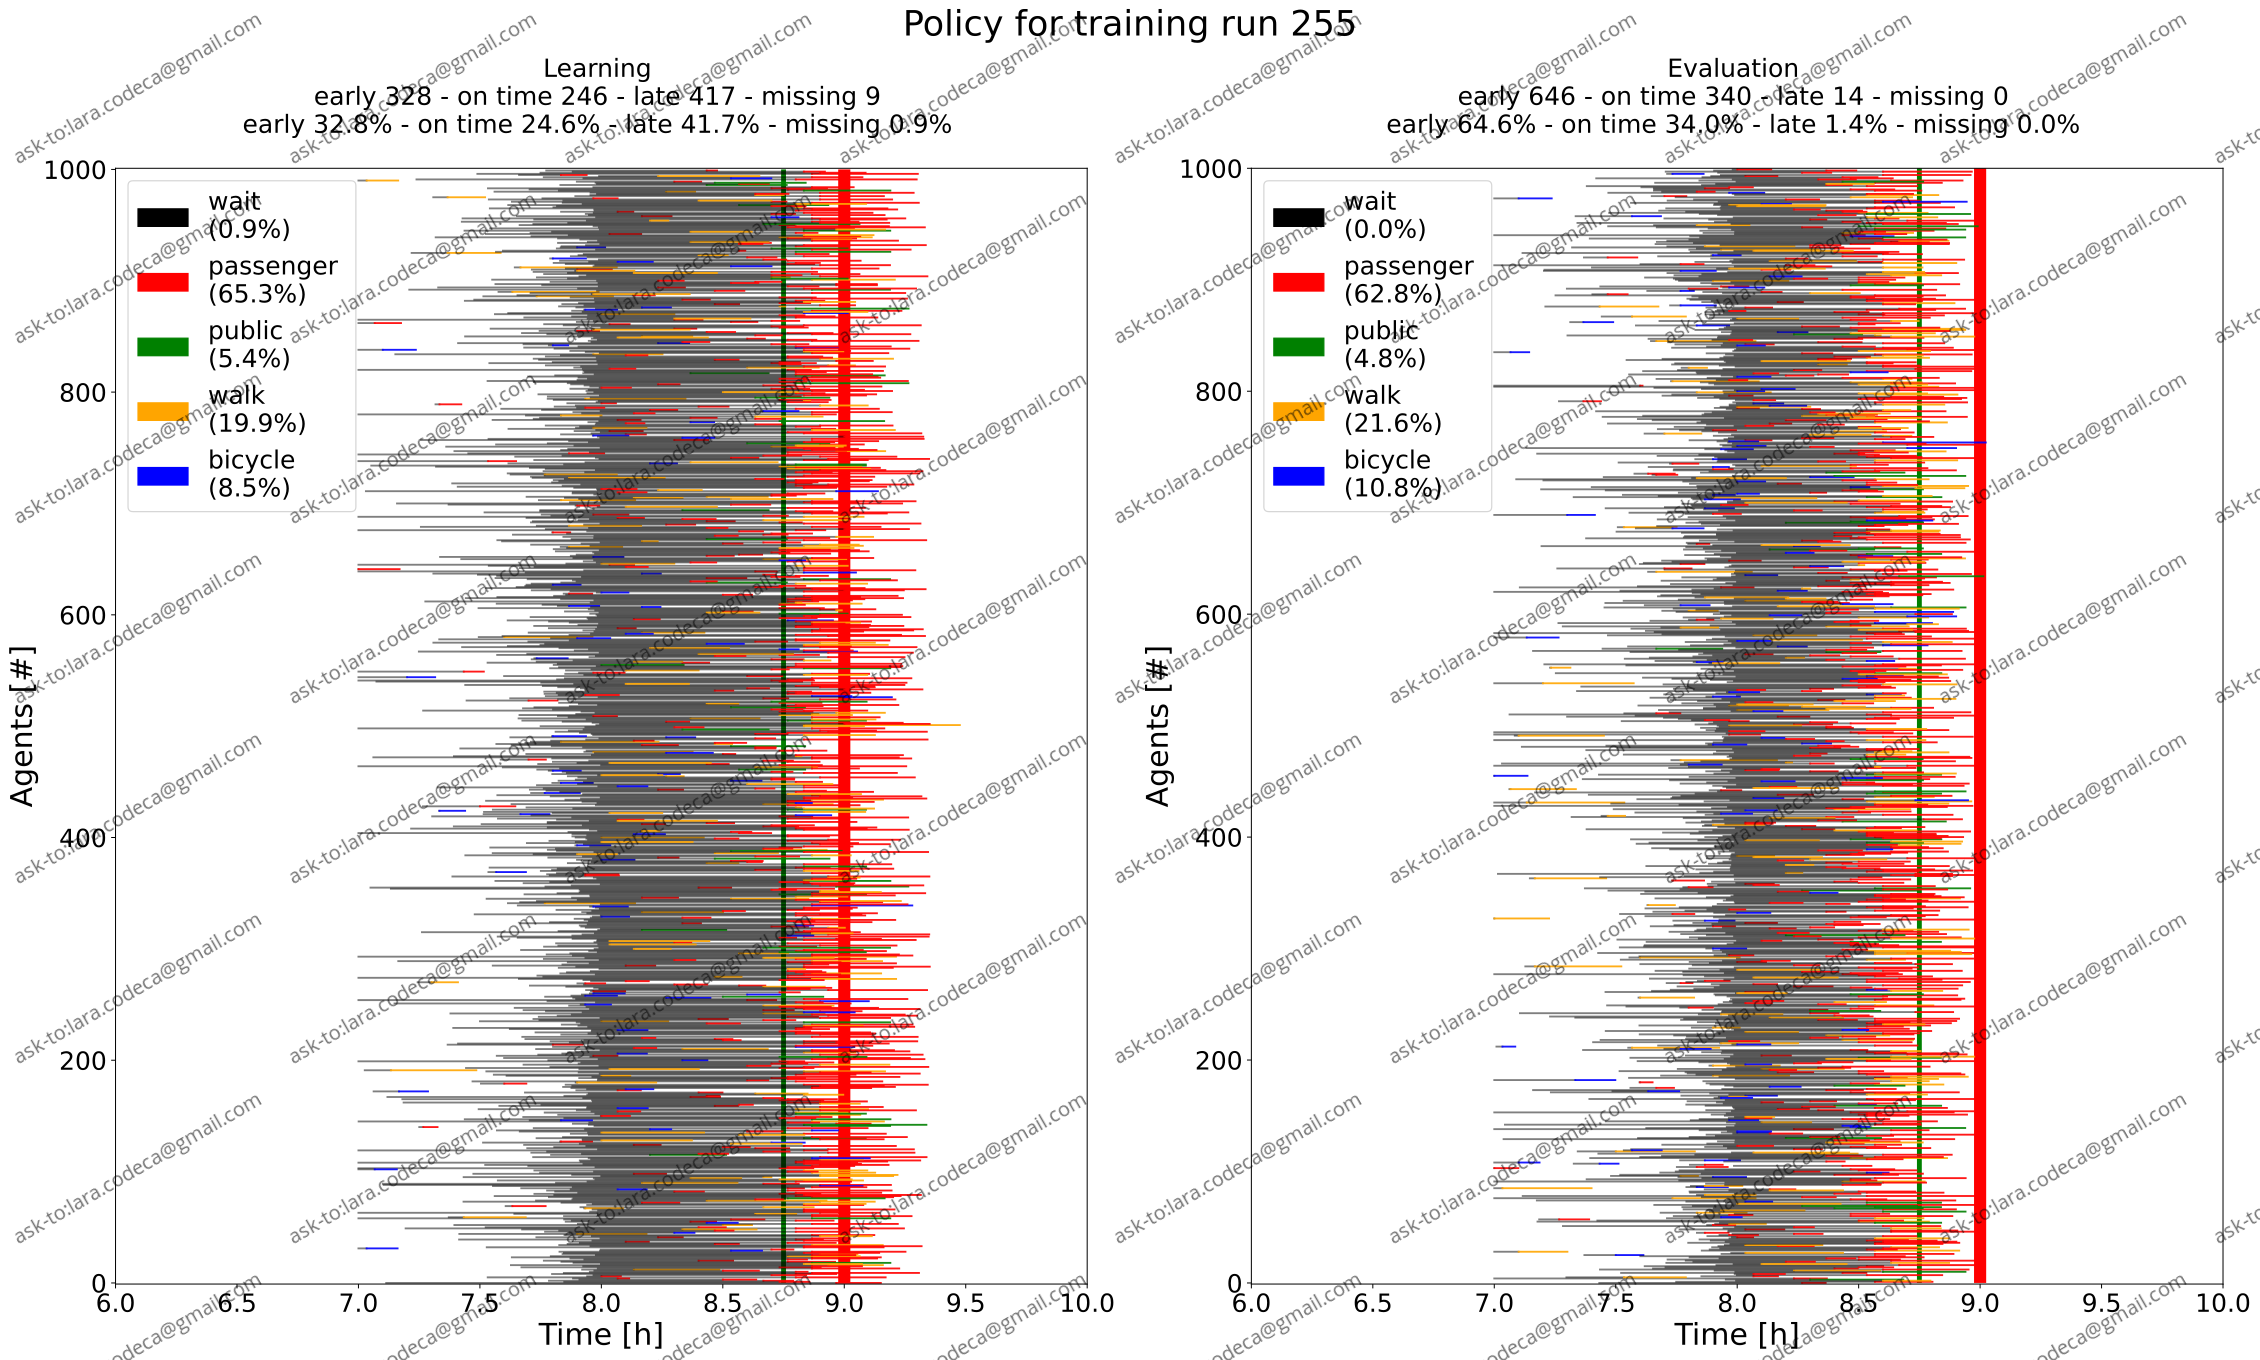 Policy for training run 255
Learning
early 328 - on time 246 - late 417 - missing 9
early 32.8% - on time 24.6% - late 41.7% - missing 0.9%
Evaluation
early 646 - on time 340 - late 14 - missing 0
early 64.6% - on time 34.0% - late 1.4% - missing 0.0%
wait
(0.9%)
passenger
(65.3%)
public
(5.4%)
walk
(19.9%)
bicycle
(8.5%)
wait
(0.0%)
passenger
(62.8%)
public
(4.8%)
walk
(21.6%)
bicycle
(10.8%)
Agents [#]
1000
800
600
400
200
0
6.0 6.5 7.0 7.5 8.0 8.5 9.0 9.5 10.0
Time [h]
Agents [#]
1000
800
600
400
200
0
6.0 6.5 7.0 7.5 8.0 8.5 9.0 9.5 10.0
Time [h]
ask-to:lara.codeca@gmail.com